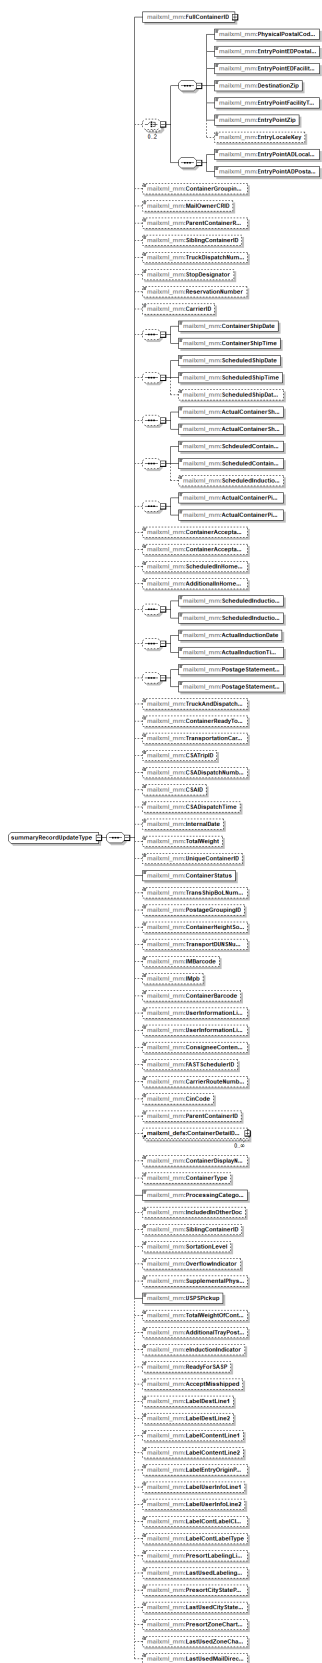 mailxml_mm:FullContainerID
mailxml_mm:PhysicalPostalCod...
mailxml_mm:EntryPointEDPostal...
mailxml_mm:EntryPointEDFacilit...
mailxml_mm:DestinationZip
mailxml_mm:EntryPointFacilityT...
mailxml_mm:EntryPointZip
mailxml_mm:EntryLocaleKey
0..2
mailxml_mm:EntryPointADLocal...
mailxml_mm:EntryPointADPosta...
mailxml_mm:ContainerGroupin...
mailxml_mm:MailOwnerCRID
mailxml_mm:ParentContainerR...
mailxml_mm:SiblingContainerID
mailxml_mm:TruckDispatchNum...
mailxml_mm:StopDesignator
mailxml_mm:ReservationNumber
mailxml_mm:CarrierID
mailxml_mm:ContainerShipDate
mailxml_mm:ContainerShipTime
mailxml_mm:ScheduledShipDate
mailxml_mm:ScheduledShipTime
mailxml_mm:ScheduledShipDat...
mailxml_mm:ActualContainerSh...
mailxml_mm:ActualContainerSh...
mailxml_mm:SchdeuledContain...
mailxml_mm:ScheduledContain...
mailxml_mm:ScheduledInductio...
mailxml_mm:ActualContainerPi...
mailxml_mm:ActualContainerPi...
mailxml_mm:ContainerAccepta...
mailxml_mm:ContainerAccepta...
mailxml_mm:ScheduledInHome...
mailxml_mm:AdditionalInHome...
mailxml_mm:ScheduledInductio...
mailxml_mm:ScheduledInductio...
mailxml_mm:ActualInductionDate
mailxml_mm:ActualInductionTi...
mailxml_mm:PostageStatement...
mailxml_mm:PostageStatement...
mailxml_mm:TruckAndDispatch...
mailxml_mm:ContainerReadyTo...
mailxml_mm:TransportationCar...
mailxml_mm:CSATripID
mailxml_mm:CSADispatchNumb...
mailxml_mm:CSAID
mailxml_mm:CSADispatchTime
mailxml_mm:InternalDate
summaryRecordUpdateType
mailxml_mm:TotalWeight
mailxml_mm:UniqueContainerID
mailxml_mm:ContainerStatus
mailxml_mm:TransShipBoLNum...
mailxml_mm:PostageGroupingID
mailxml_mm:ContainerHeightSo...
mailxml_mm:TransportDUNSNu...
mailxml_mm:IMBarcode
mailxml_mm:IMpb
mailxml_mm:ContainerBarcode
mailxml_mm:UserInformationLi...
mailxml_mm:UserInformationLi...
mailxml_mm:ConsigneeConten...
mailxml_mm:FASTSchedulerID
mailxml_mm:CarrierRouteNumb...
mailxml_mm:CinCode
mailxml_mm:ParentContainerID
mailxml_defs:ContainerDetailC...
0..∞
mailxml_mm:ContainerDisplayN...
mailxml_mm:ContainerType
mailxml_mm:ProcessingCatego...
mailxml_mm:IncludedInOtherDoc
mailxml_mm:SiblingContainerID
mailxml_mm:SortationLevel
mailxml_mm:OverflowIndicator
mailxml_mm:SupplementalPhys...
mailxml_mm:USPSPickup
mailxml_mm:TotalWeightOfCont...
mailxml_mm:AdditionalTrayPost...
mailxml_mm:eInductionIndicator
mailxml_mm:ReadyForSASP
mailxml_mm:AcceptMisshipped
mailxml_mm:LabelDestLine1
mailxml_mm:LabelDestLine2
mailxml_mm:LabelContentLine1
mailxml_mm:LabelContentLine2
mailxml_mm:LabelEntryOriginP...
mailxml_mm:LabelUserInfoLine1
mailxml_mm:LabelUserInfoLine2
mailxml_mm:LabelContLabelCl...
mailxml_mm:LabelContLabelType
mailxml_mm:PresortLabelingLi...
mailxml_mm:LastUsedLabeling...
mailxml_mm:PresortCityStateP...
mailxml_mm:LastUsedCityState...
mailxml_mm:PresortZoneChart...
mailxml_mm:LastUsedZoneCha...
mailxml_mm:LastUsedMailDirec...